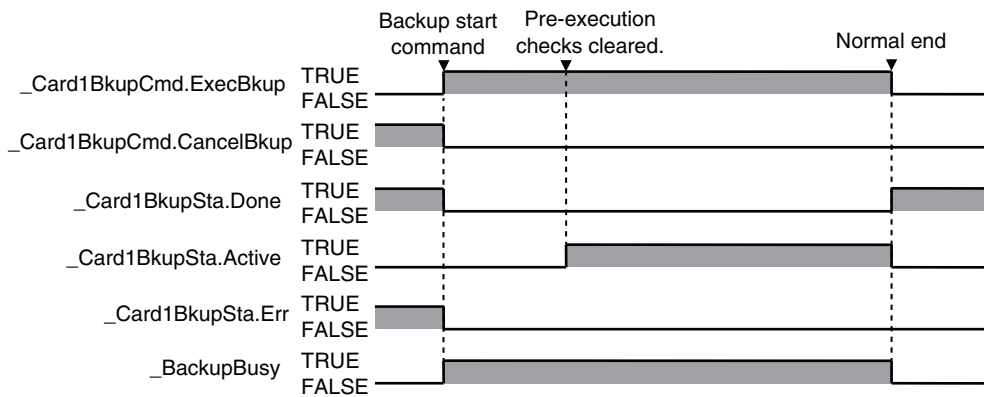 Backup start
command
Pre-execution
checks cleared.
Normal end
_Card1BkupCmd.ExecBkup
TRUE
FALSE
_Card1BkupCmd.CancelBkup
TRUE
FALSE
_Card1BkupSta.Done
TRUE
FALSE
_Card1BkupSta.Active
TRUE
FALSE
_Card1BkupSta.Err
TRUE
FALSE
_BackupBusy
TRUE
FALSE